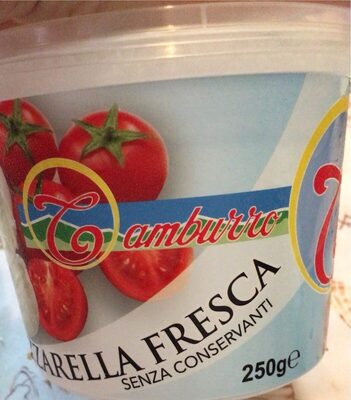 Tamburro
ZARELLA FRESCA
SENZA CONSERVANTI
250g℮